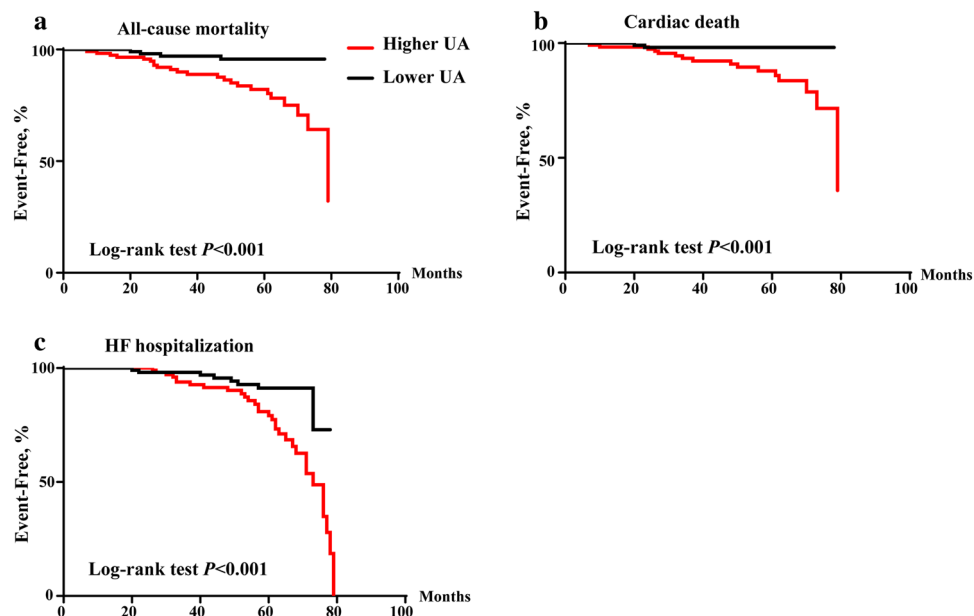 a
All-cause mortality
Higher UA
Lower UA
Event-Free, %
100
50
0
Log-rank test P<0.001
0 20 40 60 80 100
Months
b
Cardiac death
Event-Free, %
100
50
0
Log-rank test P<0.001
0 20 40 60 80 100
Months
c
HF hospitalization
Event-Free, %
100
50
0
Log-rank test P<0.001
0 20 40 60 80 100
Months